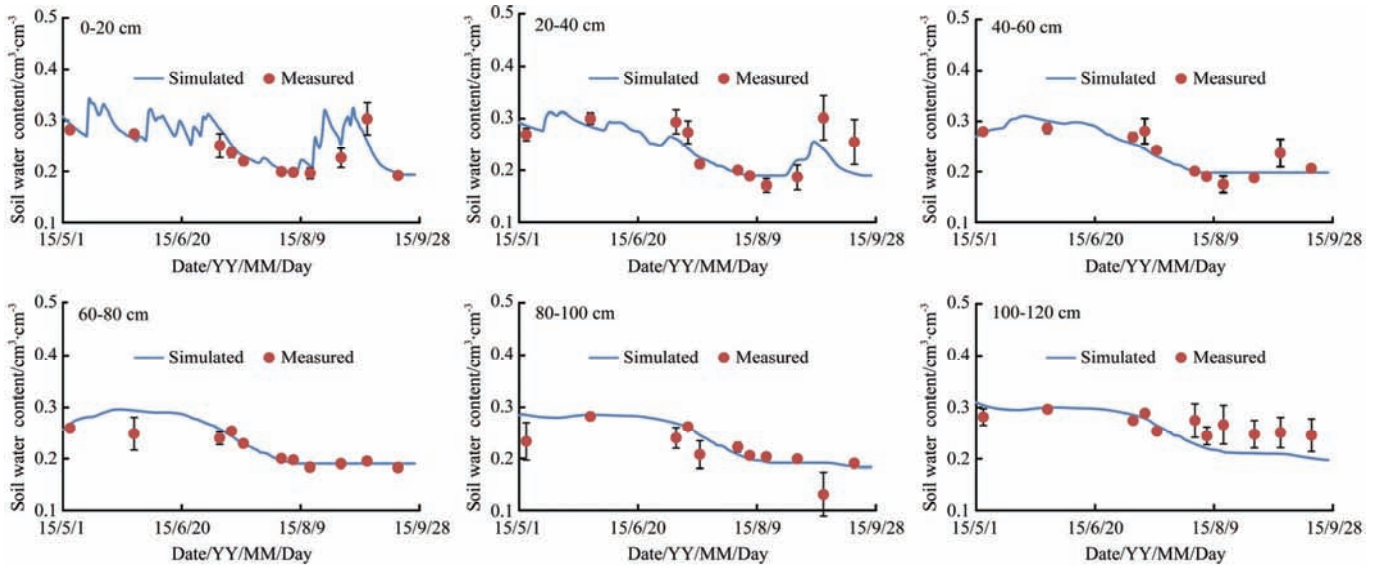 0.5
0-20 cm
Simulated Measured
0.4
0.3
0.2
0.1
15/5/1 15/6/20 15/8/9 15/9/28
Date/YY/MM/Day
Soil water content/cm³·cm⁻³
0.5
20-40 cm
Simulated Measured
0.4
0.3
0.2
0.1
15/5/1 15/6/20 15/8/9 15/9/28
Date/YY/MM/Day
Soil water content/cm³·cm⁻³
0.5
40-60 cm
Simulated Measured
0.4
0.3
0.2
0.1
15/5/1 15/6/20 15/8/9 15/9/28
Date/YY/MM/Day
Soil water content/cm³·cm⁻³
0.5
60-80 cm
Simulated Measured
0.4
0.3
0.2
0.1
15/5/1 15/6/20 15/8/9 15/9/28
Date/YY/MM/Day
Soil water content/cm³·cm⁻³
0.5
80-100 cm
Simulated Measured
0.4
0.3
0.2
0.1
15/5/1 15/6/20 15/8/9 15/9/28
Date/YY/MM/Day
Soil water content/cm³·cm⁻³
0.5
100-120 cm
Simulated Measured
0.4
0.3
0.2
0.1
15/5/1 15/6/20 15/8/9 15/9/28
Date/YY/MM/Day
Soil water content/cm³·cm⁻³